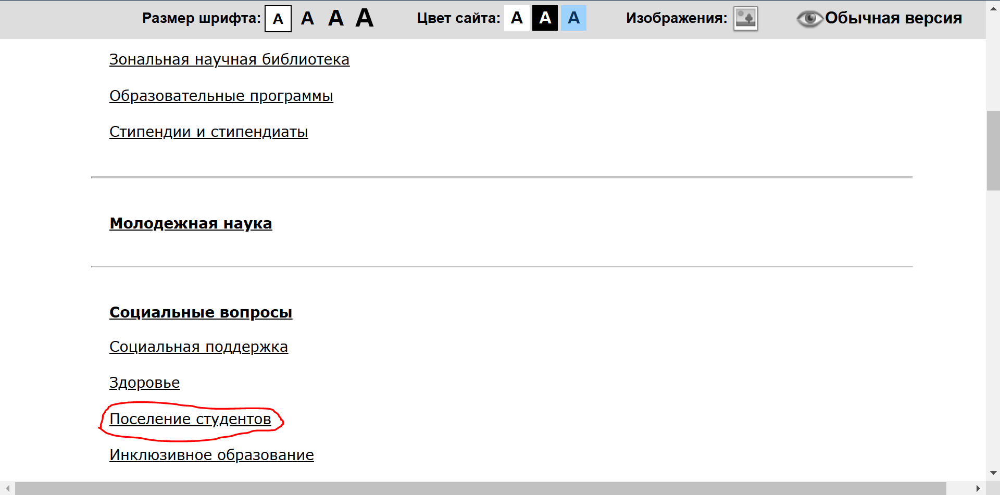 Размер шрифта: A A A A Цвет сайта: A A A Изображения: Обычная версия
Зональная научная библиотека
Образовательные программы
Стипендии и стипендиаты
Молодежная наука
Социальные вопросы
Социальная поддержка
Здоровье
Поселение студентов
Инклюзивное образование